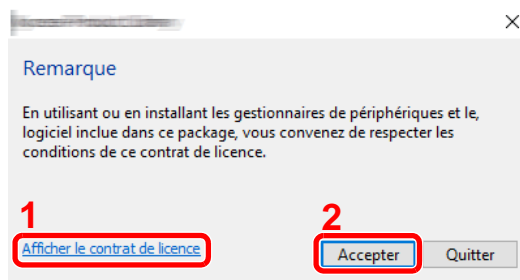 Remarque
En utilisant ou en installant les gestionnaires de périphériques et le,
logiciel inclue dans ce package, vous convenez de respecter les
conditions de ce contrat de licence.
1
2
Afficher le contrat de licence
Accepter
Quitter